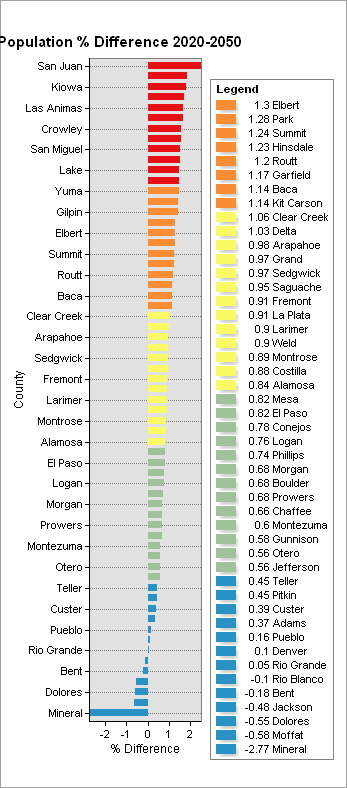 Population % Difference 2020-2050
San Juan
Kiowa
Las Animas
Crowley
San Miguel
Lake
Yuma
Gilpin
Elbert
Summit
Routt
Baca
Clear Creek
Arapahoe
Sedgwick
Fremont
Larimer
Montrose
Alamosa
El Paso
Logan
Morgan
Prowers
Montezuma
Otero
Teller
Custer
Pueblo
Rio Grande
Bent
Dolores
Mineral
County
-2 -1 0 1 2
% Difference
Legend
1.3 Elbert
1.28 Park
1.24 Summit
1.23 Hinsdale
1.2 Routt
1.17 Garfield
1.14 Baca
1.14 Kit Carson
1.06 Clear Creek
1.03 Delta
0.98 Arapahoe
0.97 Grand
0.97 Sedgwick
0.95 Saguache
0.91 Fremont
0.91 La Plata
0.9 Larimer
0.9 Weld
0.89 Montrose
0.88 Costilla
0.84 Alamosa
0.82 Mesa
0.82 El Paso
0.78 Conejos
0.76 Logan
0.74 Phillips
0.68 Morgan
0.68 Boulder
0.68 Prowers
0.66 Chaffee
0.6 Montezuma
0.58 Gunnison
0.56 Otero
0.56 Jefferson
0.45 Teller
0.45 Pitkin
0.39 Custer
0.37 Adams
0.16 Pueblo
0.1 Denver
0.05 Rio Grande
-0.1 Rio Blanco
-0.18 Bent
-0.48 Jackson
-0.55 Dolores
-0.58 Moffat
-2.77 Mineral